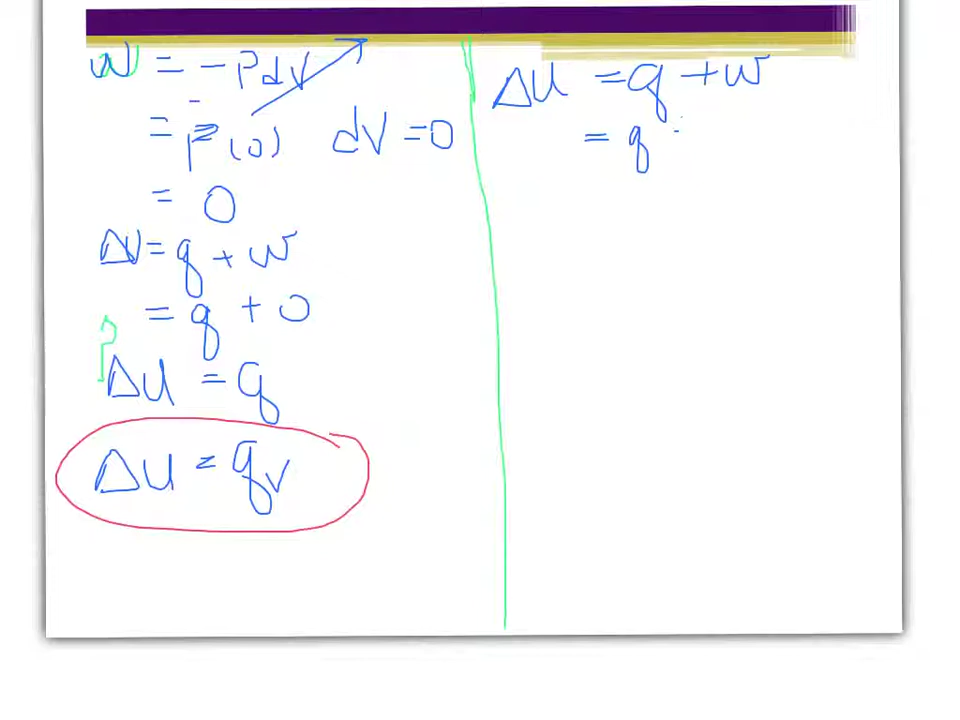 w = - PdV
= - P(0) dV = 0
= 0
ΔU = q + w
= q + 0
ΔU = q
ΔU = qv
ΔU = q + w
= q